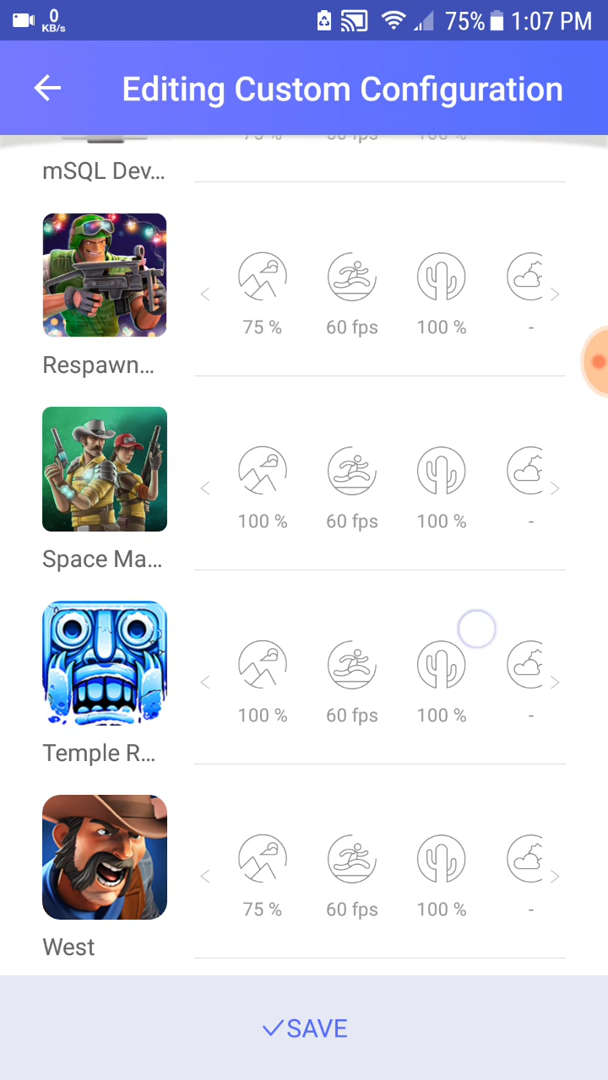 0
KB/s
75% 1:07 PM
Editing Custom Configuration
mSQL Dev...
75 % 60 fps 100 % -
Respawn...
100 % 60 fps 100 % -
Space Ma...
100 % 60 fps 100 % -
Temple R...
75 % 60 fps 100 % -
West
SAVE